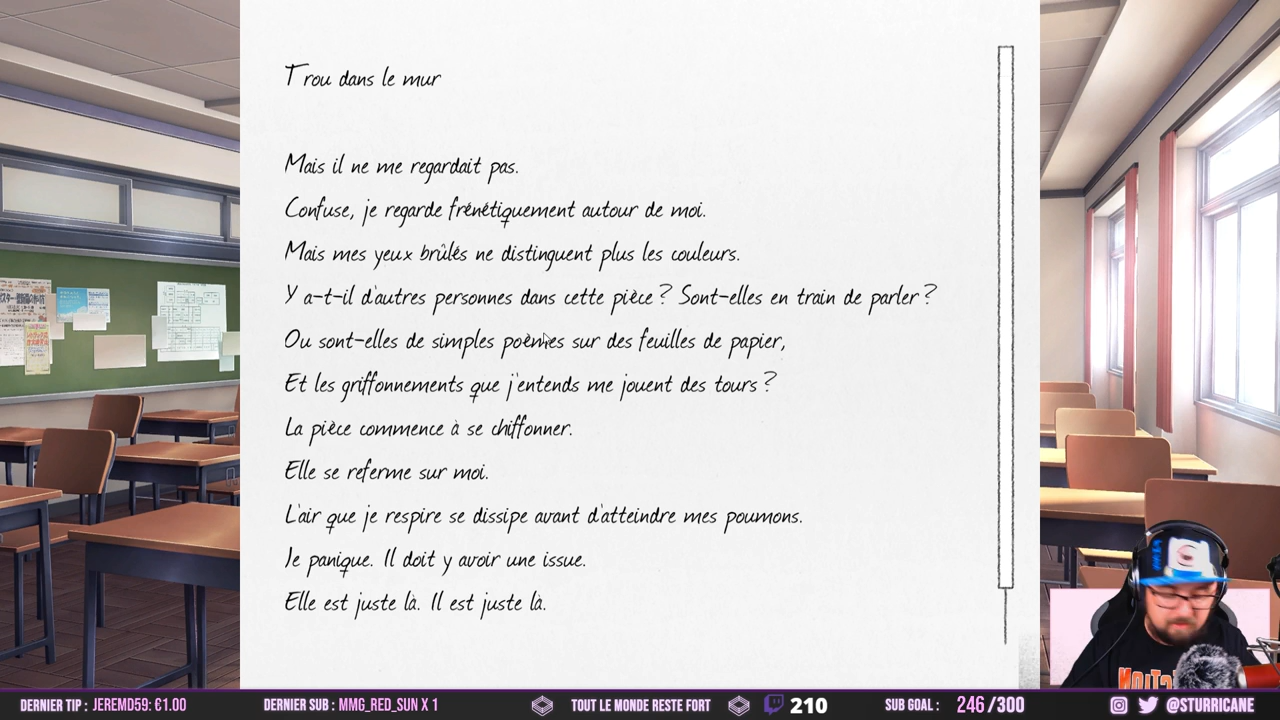 Trou dans le mur
Mais il ne me regardait pas.
Confuse, je regarde frénétiquement autour de moi.
Mais mes yeux brûlés ne distinguent plus les couleurs.
Y a-t-il d'autres personnes dans cette pièce ? Sont-elles en train de parler ?
Ou sont-elles de simples poèmes sur des feuilles de papier,
Et les griffonnements que j'entends me jouent des tours ?
La pièce commence à se chiffonner.
Elle se referme sur moi.
L'air que je respire se dissipe avant d'atteindre mes poumons.
Je panique. Il doit y avoir une issue.
Elle est juste là. Il est juste là.
DERNIER TIP : JEREMD59: €1.00 DERNIER SUB : MMG_RED_SUN X 1 TOUT LE MONDE RESTE FORT 210 SUB GOAL : 246/300 @STURRICANE